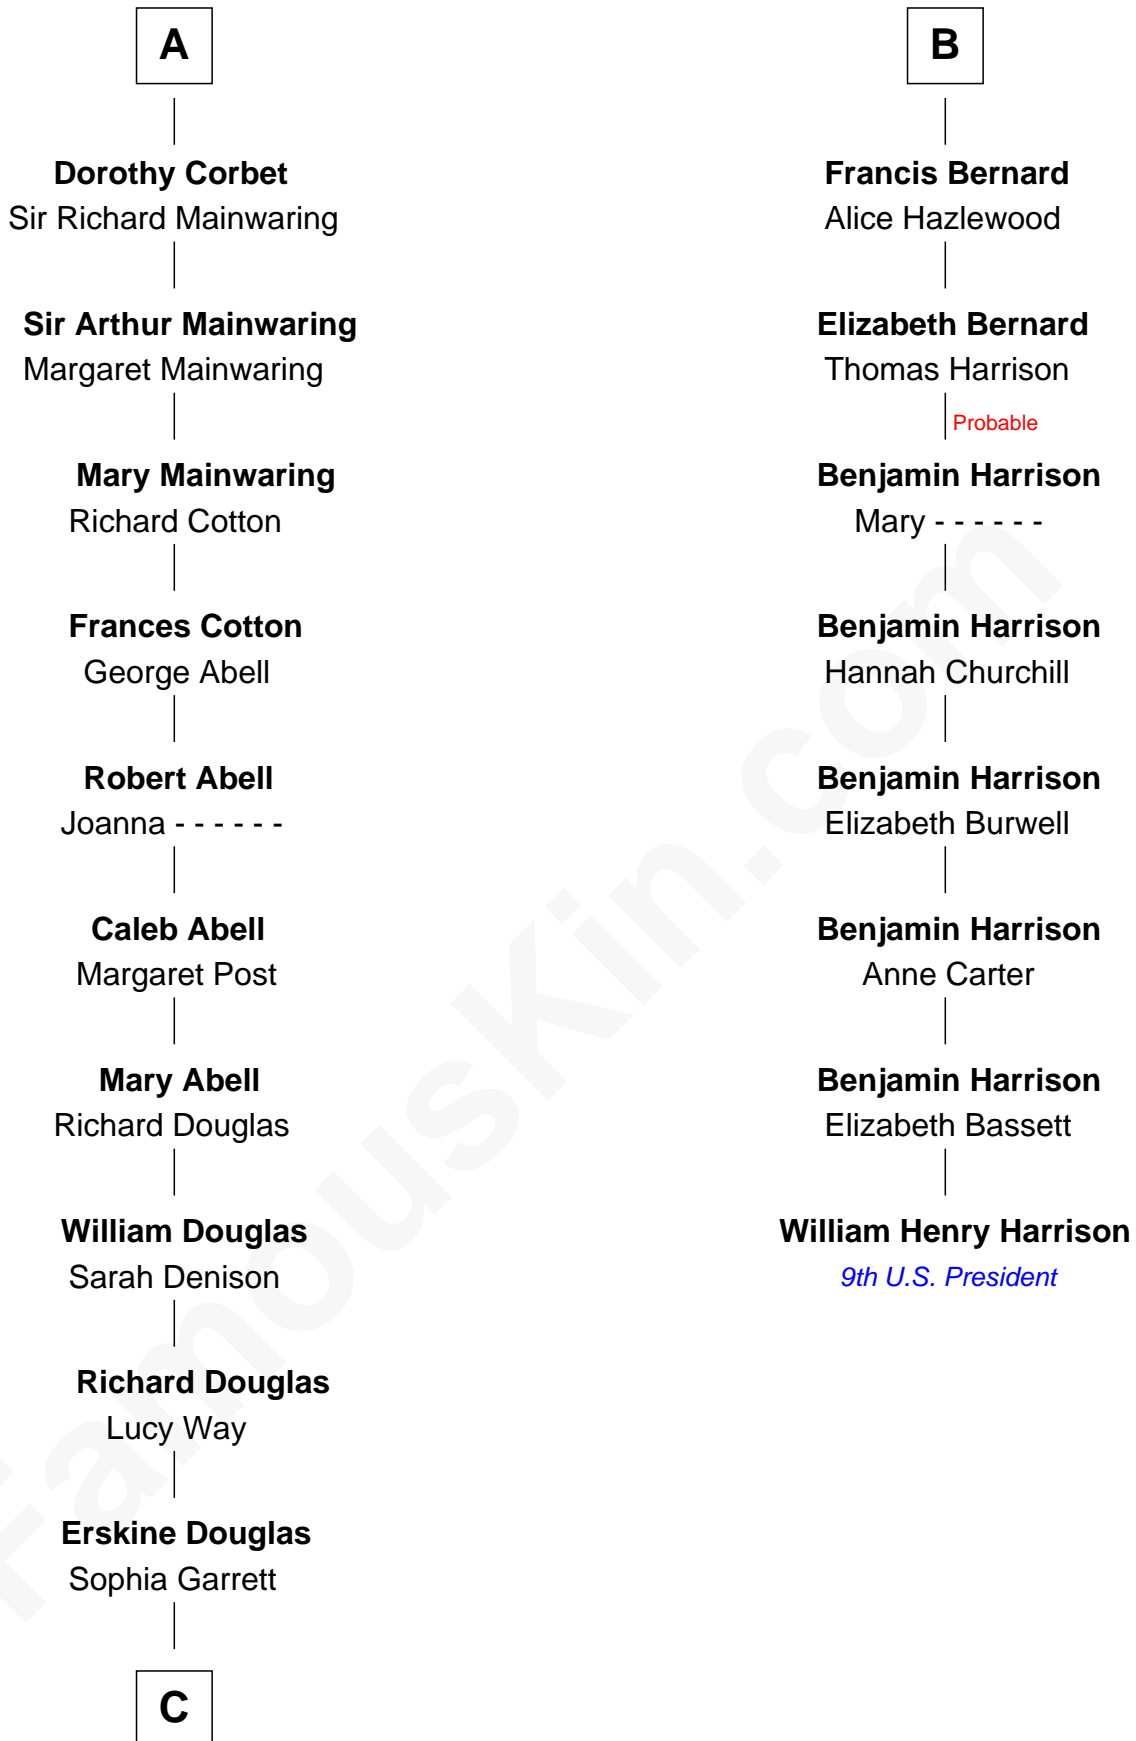 A
Dorothy Corbet
Sir Richard Mainwaring
Sir Arthur Mainwaring
Margaret Mainwaring
Mary Mainwaring
Richard Cotton
Frances Cotton
George Abell
Robert Abell
Joanna - - - - - -
Caleb Abell
Margaret Post
Mary Abell
Richard Douglas
William Douglas
Sarah Denison
Richard Douglas
Lucy Way
Erskine Douglas
Sophia Garrett
C
B
Francis Bernard
Alice Hazlewood
Elizabeth Bernard
Thomas Harrison
Probable
Benjamin Harrison
Mary - - - - - -
Benjamin Harrison
Hannah Churchill
Benjamin Harrison
Elizabeth Burwell
Benjamin Harrison
Anne Carter
Benjamin Harrison
Elizabeth Bassett
William Henry Harrison
9th U.S. President
FamousKin.com